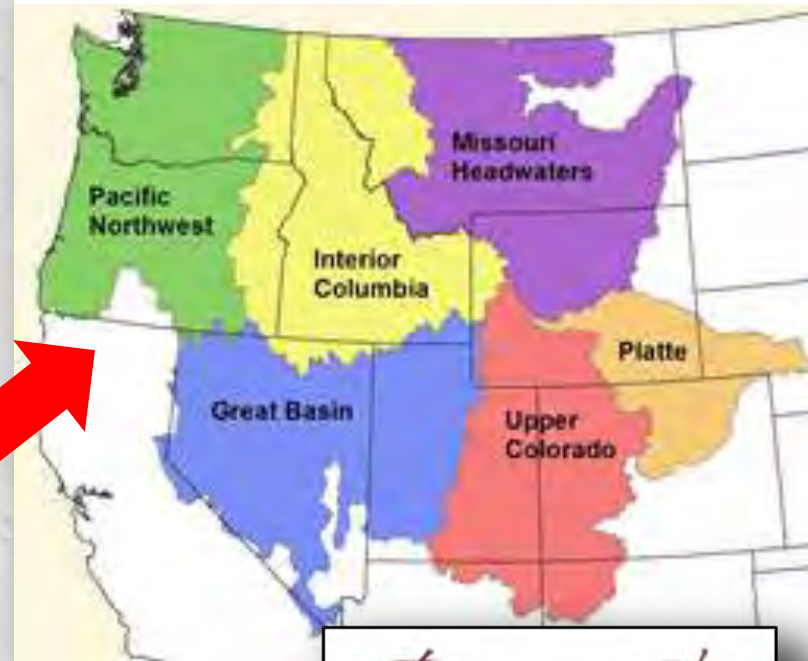 Missouri
Headwaters
Pacific
Northwest
Interior
Columbia
Platte
Great Basin
Upper
Colorado